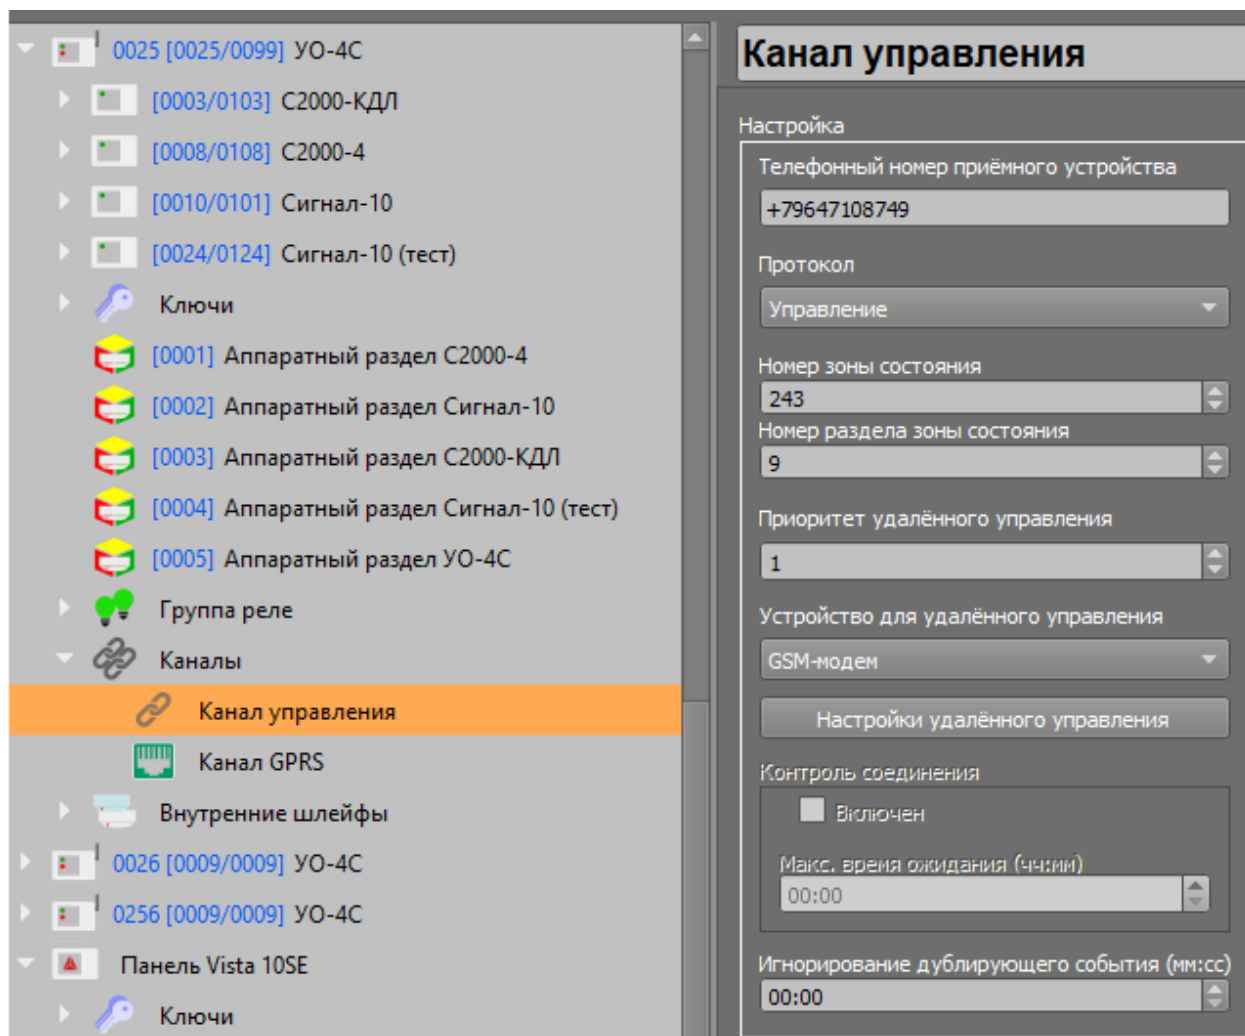 0025 [0025/0099] УО-4С
[0003/0103] С2000-КДЛ
[0008/0108] С2000-4
[0010/0101] Сигнал-10
[0024/0124] Сигнал-10 (тест)
Ключи
[0001] Аппаратный раздел С2000-4
[0002] Аппаратный раздел Сигнал-10
[0003] Аппаратный раздел С2000-КДЛ
[0004] Аппаратный раздел Сигнал-10 (тест)
[0005] Аппаратный раздел УО-4С
Группа реле
Каналы
Канал управления
Канал GPRS
Внутренние шлейфы
0026 [0009/0009] УО-4С
0256 [0009/0009] УО-4С
Панель Vista 10SE
Ключи
Канал управления
Настройка
Телефонный номер приёмного устройства
+79647108749
Протокол
Управление
Номер зоны состояния
243
Номер раздела зоны состояния
9
Приоритет удалённого управления
1
Устройство для удалённого управления
GSM-модем
Настройки удалённого управления
Контроль соединения
Включен
Макс. время ожидания (чч:мм)
00:00
Игнорирование дублирующего события (мм:сс)
00:00